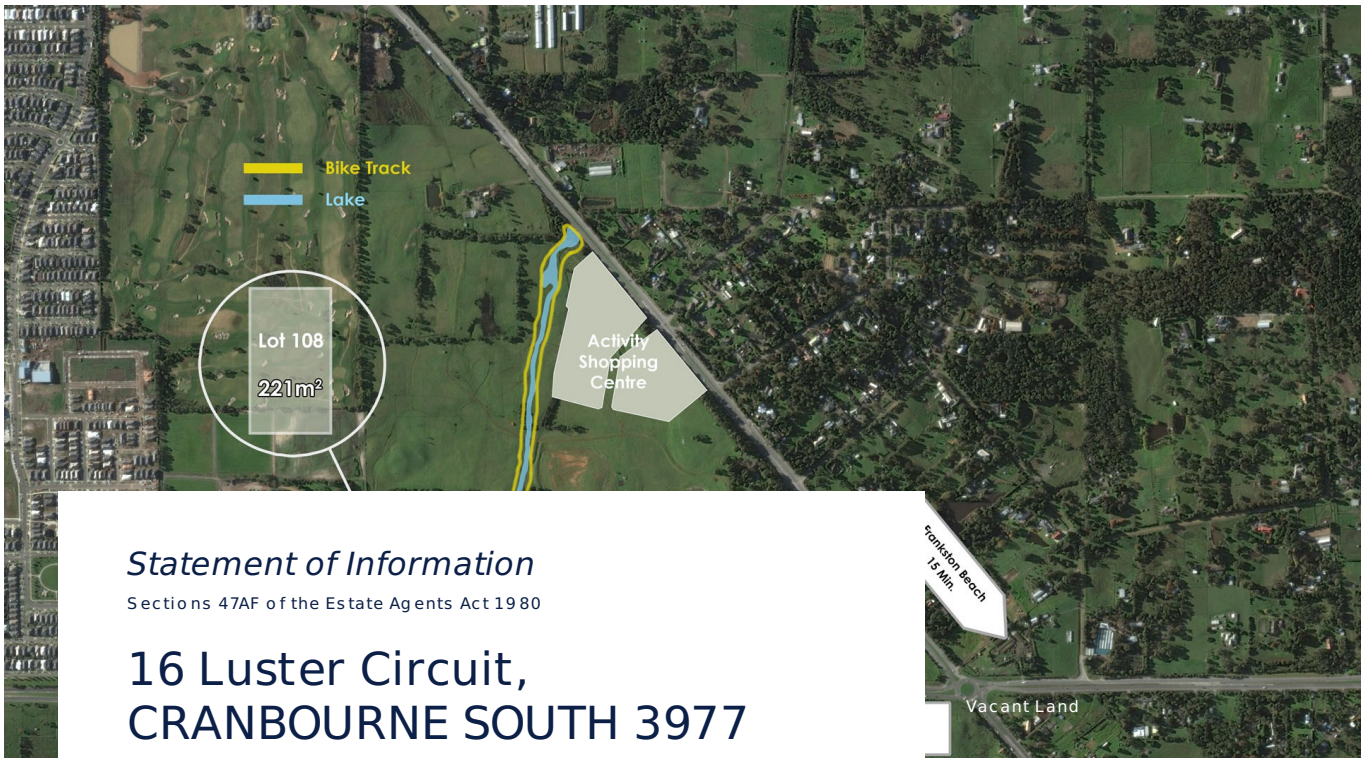 Bike Track
Lake
Lot 108
221m²
Activity
Shopping
Centre
Frankston Beach
15 Min.
Statement of Information
Sections 47AF of the Estate Agents Act 1980
16 Luster Circuit,
CRANBOURNE SOUTH 3977
Vacant Land